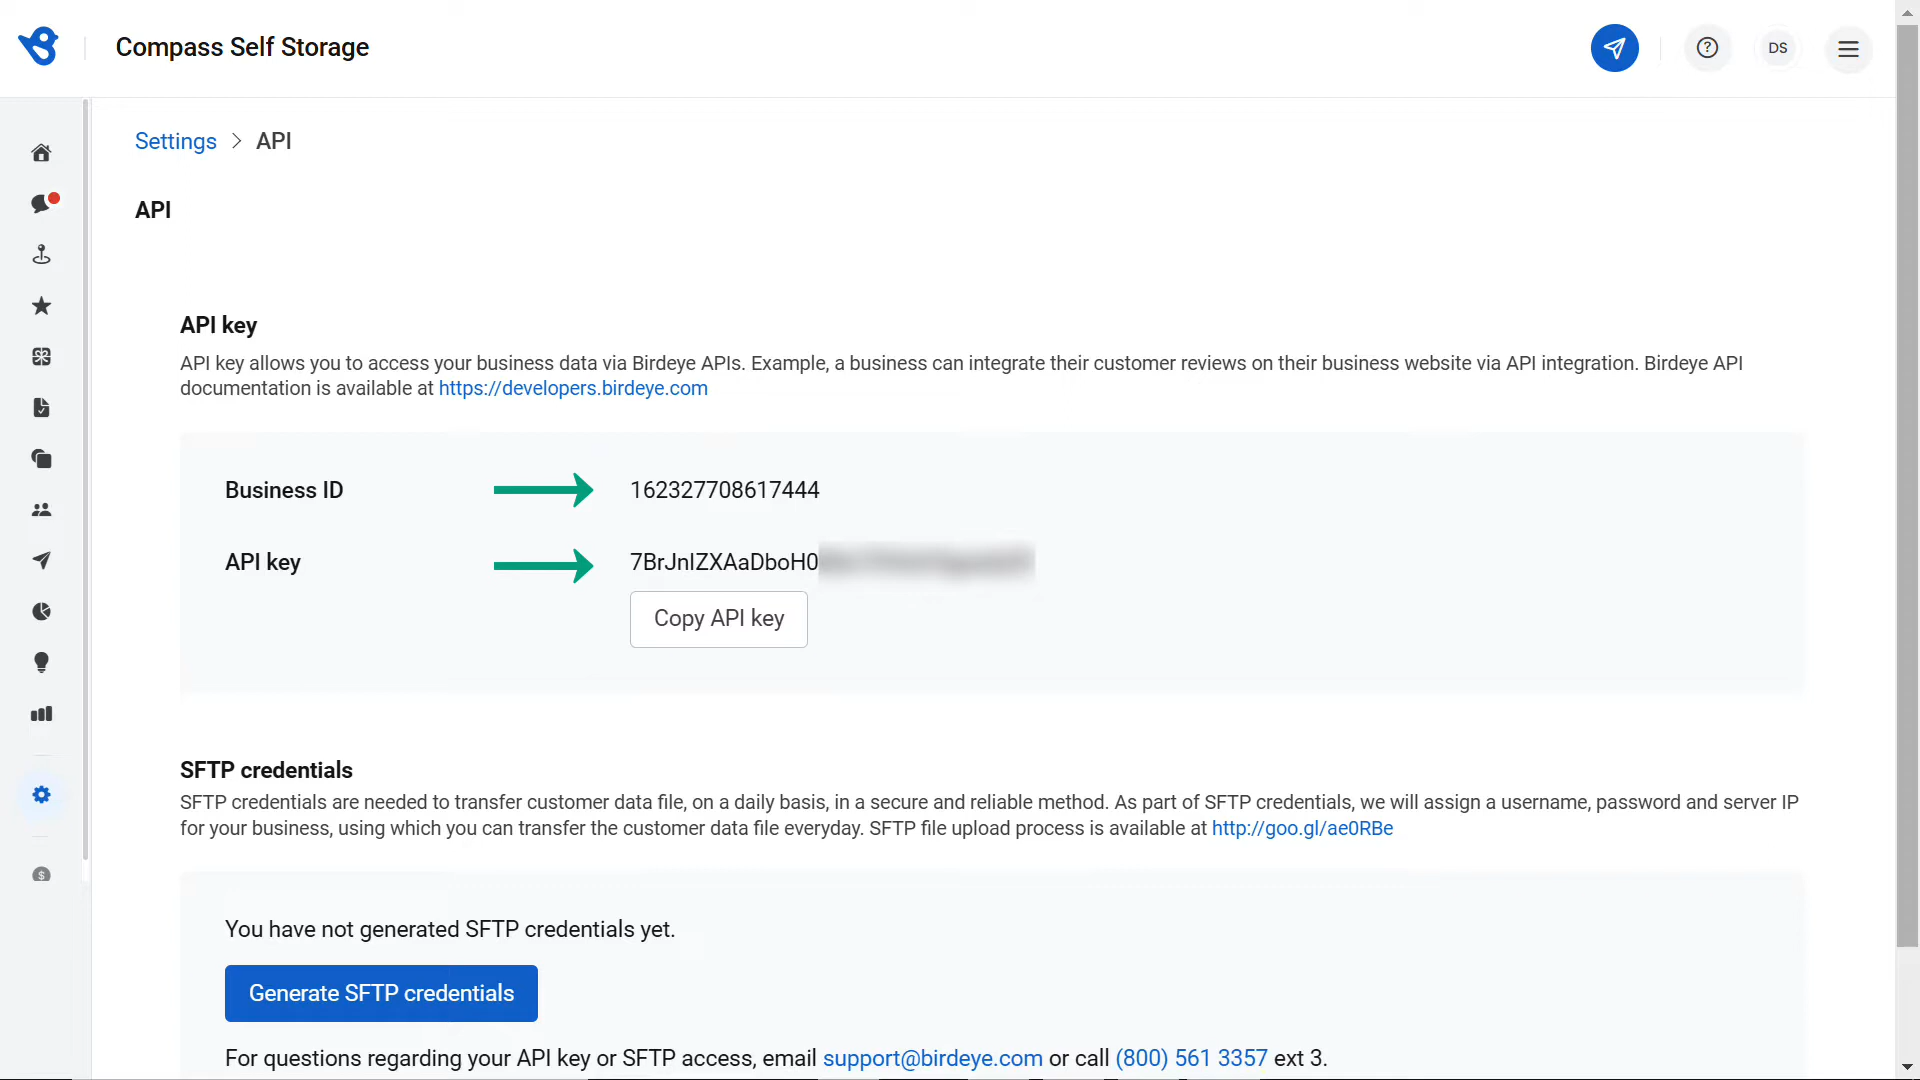 Compass Self Storage
DS
Settings > API
API
API key
API key allows you to access your business data via Birdeye APIs. Example, a business can integrate their customer reviews on their business website via API integration. Birdeye API
documentation is available at https://developers.birdeye.com
Business ID 162327708617444
API key 7BrJnIZXAaDboH0
Copy API key
SFTP credentials
SFTP credentials are needed to transfer customer data file, on a daily basis, in a secure and reliable method. As part of SFTP credentials, we will assign a username, password and server IP
for your business, using which you can transfer the customer data file everyday. SFTP file upload process is available at http://goo.gl/ae0RBe
You have not generated SFTP credentials yet.
Generate SFTP credentials
For questions regarding your API key or SFTP access, email support@birdeye.com or call (800) 561 3357 ext 3.